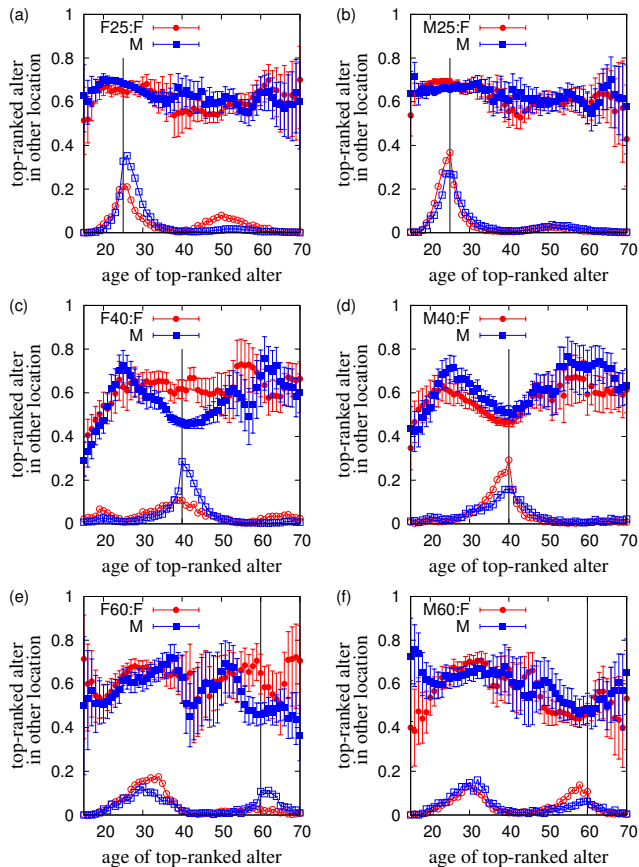 (a)
F25:F
M
top-ranked alter
in other location
1
0.8
0.6
0.4
0.2
0
20 30 40 50 60 70
age of top-ranked alter
(b)
M25:F
M
top-ranked alter
in other location
1
0.8
0.6
0.4
0.2
0
20 30 40 50 60 70
age of top-ranked alter
(c)
F40:F
M
top-ranked alter
in other location
1
0.8
0.6
0.4
0.2
0
20 30 40 50 60 70
age of top-ranked alter
(d)
M40:F
M
top-ranked alter
in other location
1
0.8
0.6
0.4
0.2
0
20 30 40 50 60 70
age of top-ranked alter
(e)
F60:F
M
top-ranked alter
in other location
1
0.8
0.6
0.4
0.2
0
20 30 40 50 60 70
age of top-ranked alter
(f)
M60:F
M
top-ranked alter
in other location
1
0.8
0.6
0.4
0.2
0
20 30 40 50 60 70
age of top-ranked alter